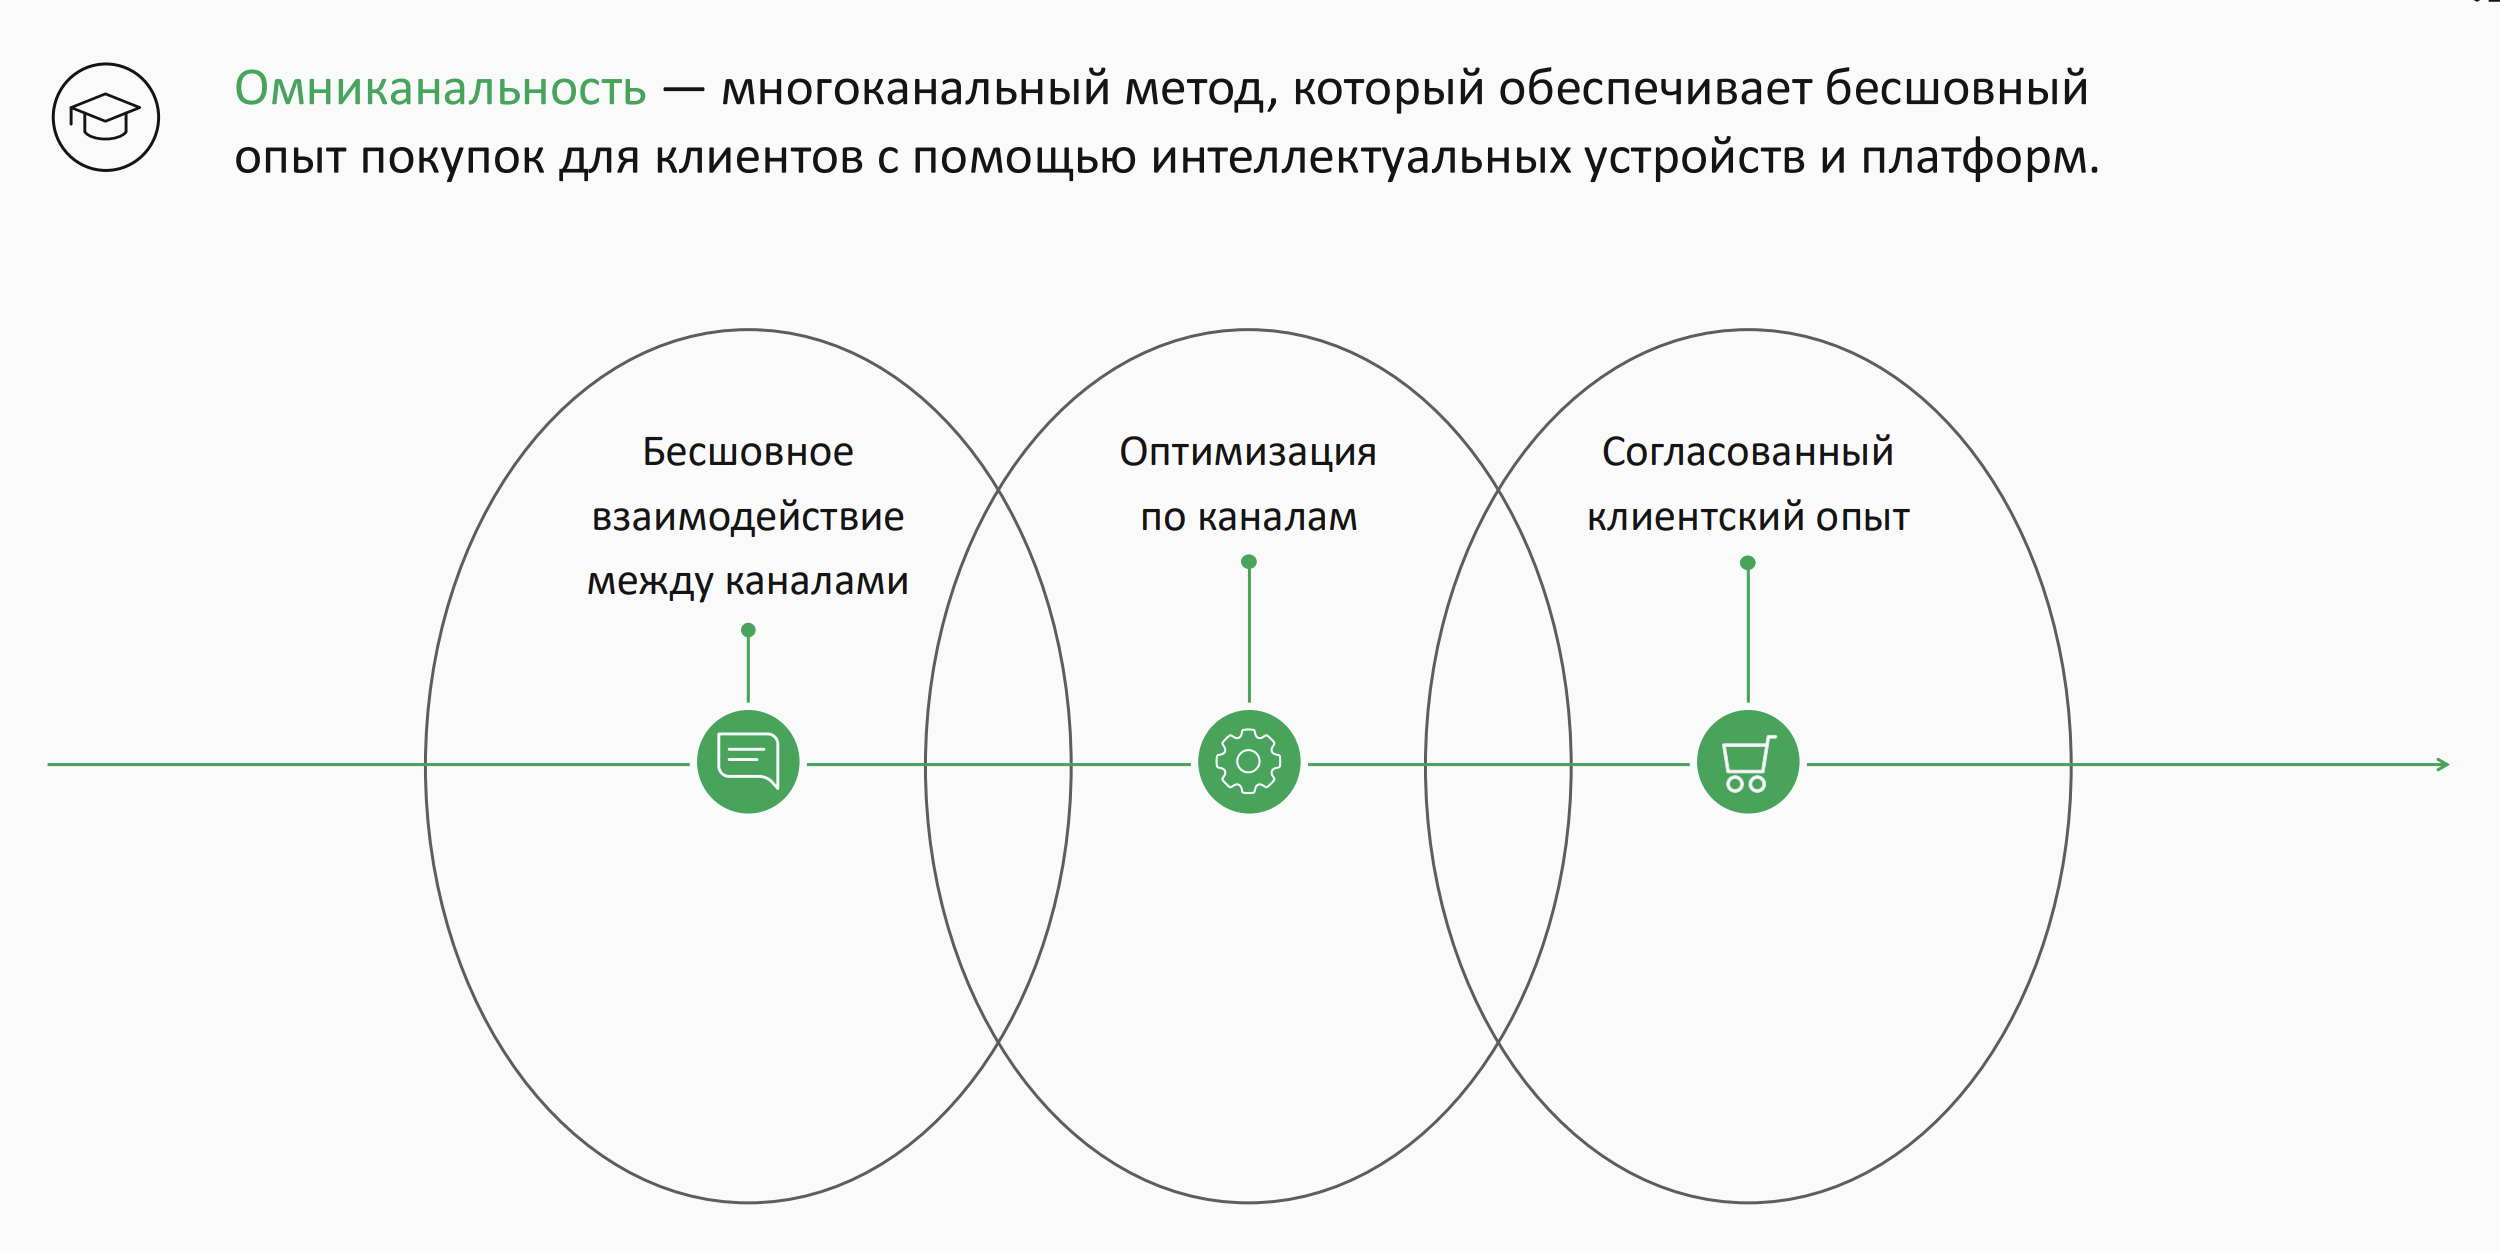 Омниканальность — многоканальный метод, который обеспечивает бесшовный
опыт покупок для клиентов с помощью интеллектуальных устройств и платформ.
Бесшовное
взаимодействие
между каналами
Оптимизация
по каналам
Согласованный
клиентский опыт